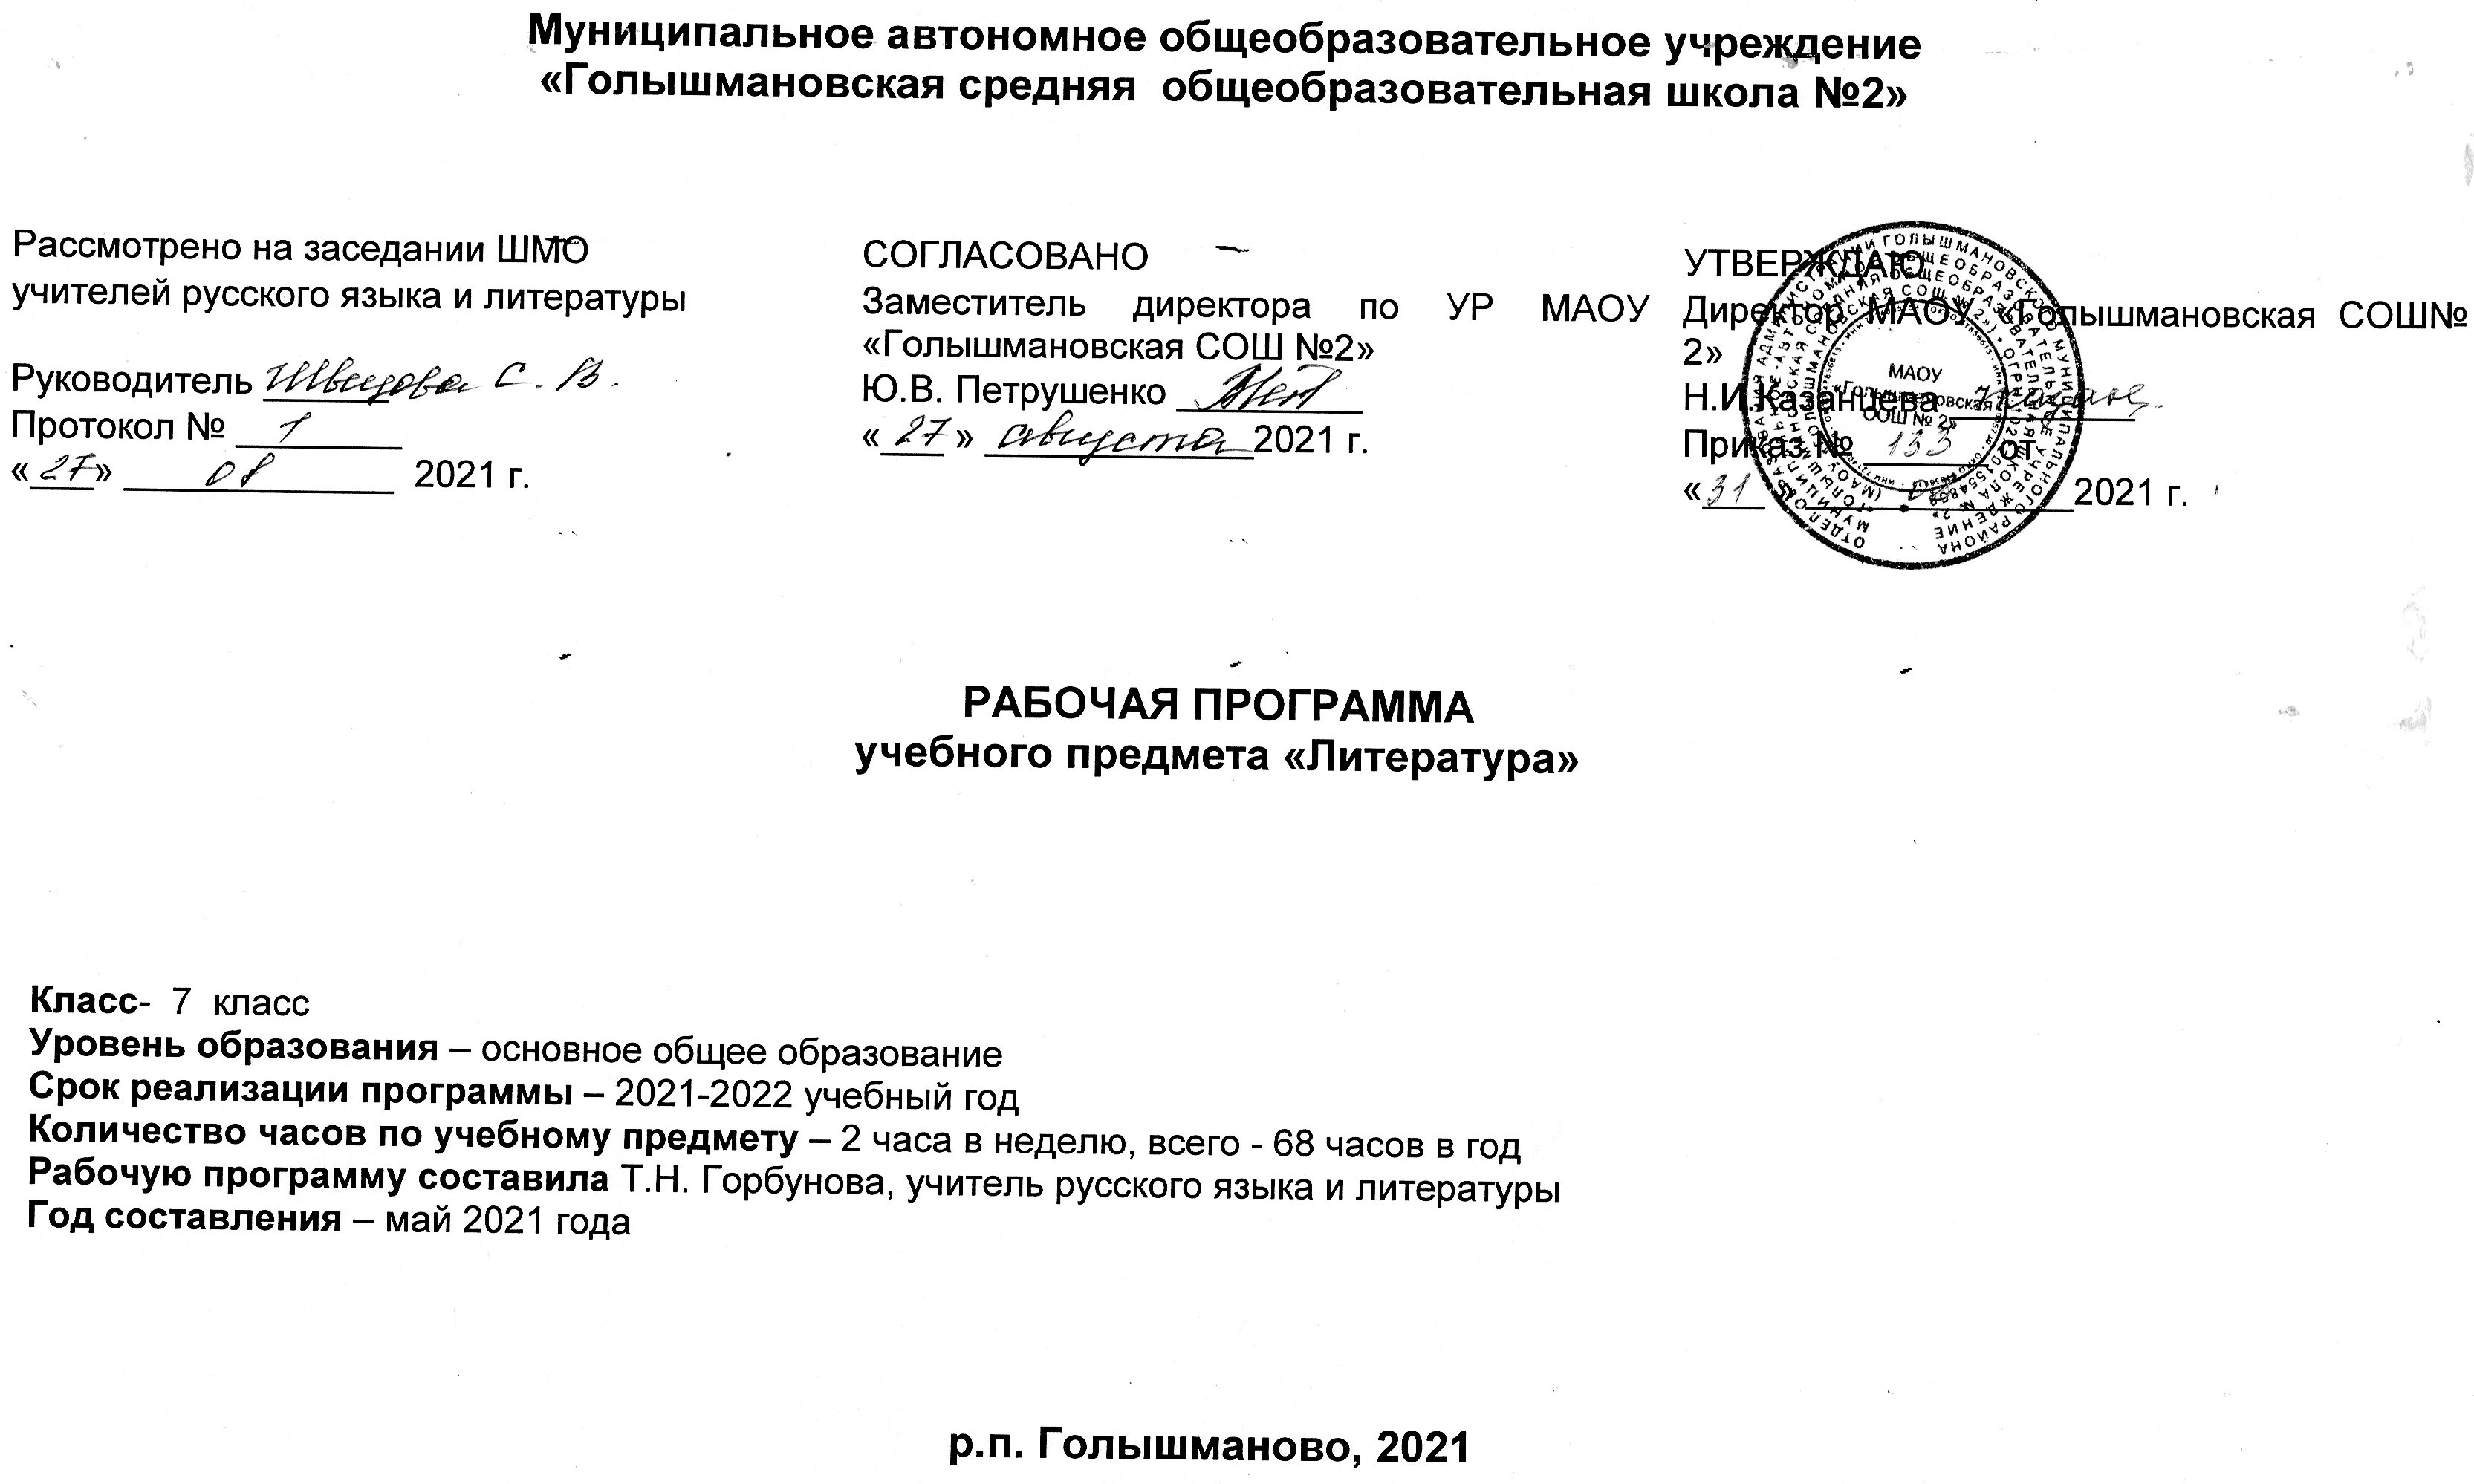 Муниципальное автономное общеобразовательное учреждение
«Голышмановская средняя общеобразовательная школа №2»
Рассмотрено на заседании ШМО
учителей русского языка и литературы
Руководитель Швецова С. В.
Протокол № 1
«27» 08 2021 г.
СОГЛАСОВАНО
Заместитель директора по УР МАОУ
«Голышмановская СОШ №2»
Ю.В. Петрушенко
«27» августа 2021 г.
УТВЕРЖДАЮ
Директор МАОУ «Голышмановская СОШ№
2»
Н.И.Казанцева
Приказ № 133 от
«31 » 2021 г.
МАОУ
«Голышмановская
СОШ № 2»
РАБОЧАЯ ПРОГРАММА
учебного предмета «Литература»
Класс- 7 класс
Уровень образования – основное общее образование
Срок реализации программы – 2021-2022 учебный год
Количество часов по учебному предмету – 2 часа в неделю, всего - 68 часов в год
Рабочую программу составила Т.Н. Горбунова, учитель русского языка и литературы
Год составления – май 2021 года
р.п. Голышманово, 2021